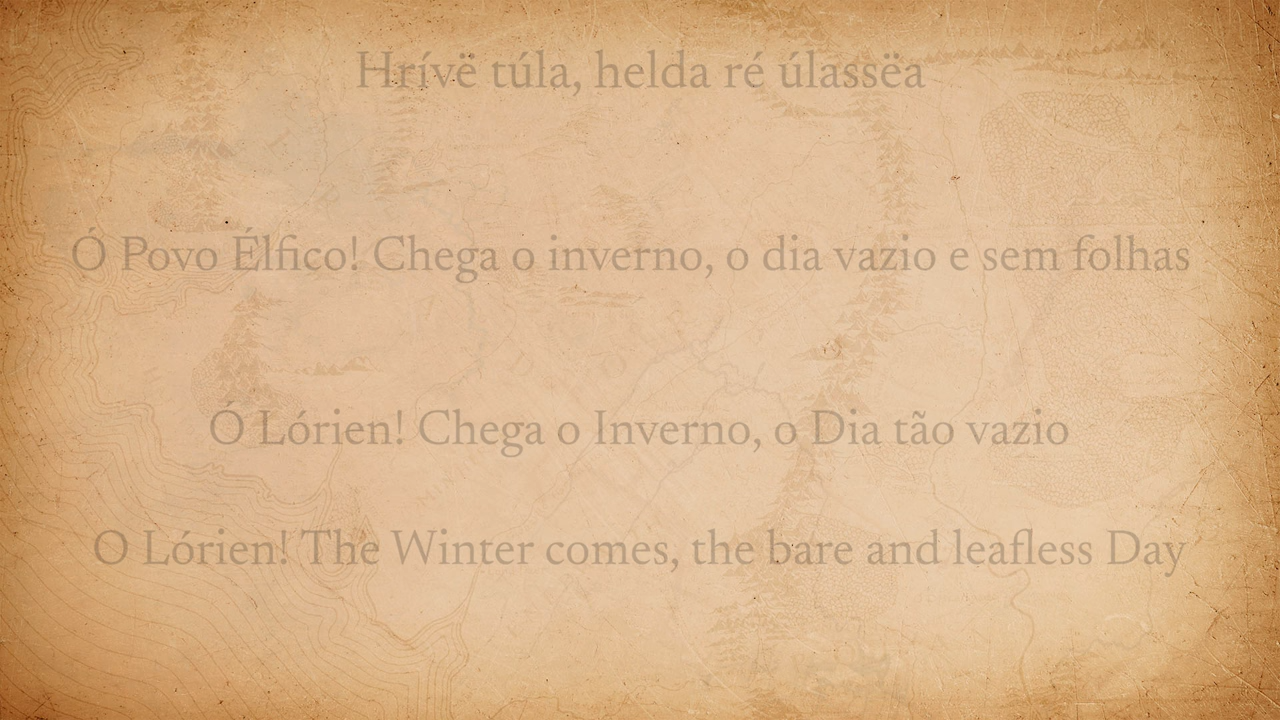 Hrívë túla, helda ré úlassëa
Ó Povo Élfico! Chega o inverno, o dia vazio e sem folhas
Ó Lórien! Chega o Inverno, o Dia tão vazio
O Lórien! The Winter comes, the bare and leafless Day